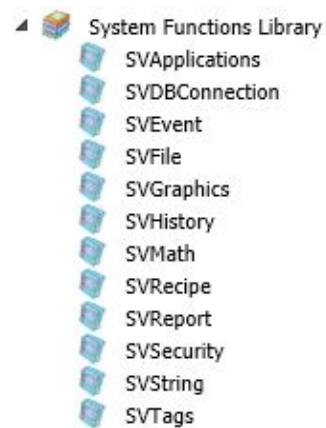 System Functions Library
SVApplications
SVDBConnection
SVEvent
SVFile
SVGraphics
SVHistory
SVMath
SVRecipe
SVReport
SVSecurity
SVString
SVTags